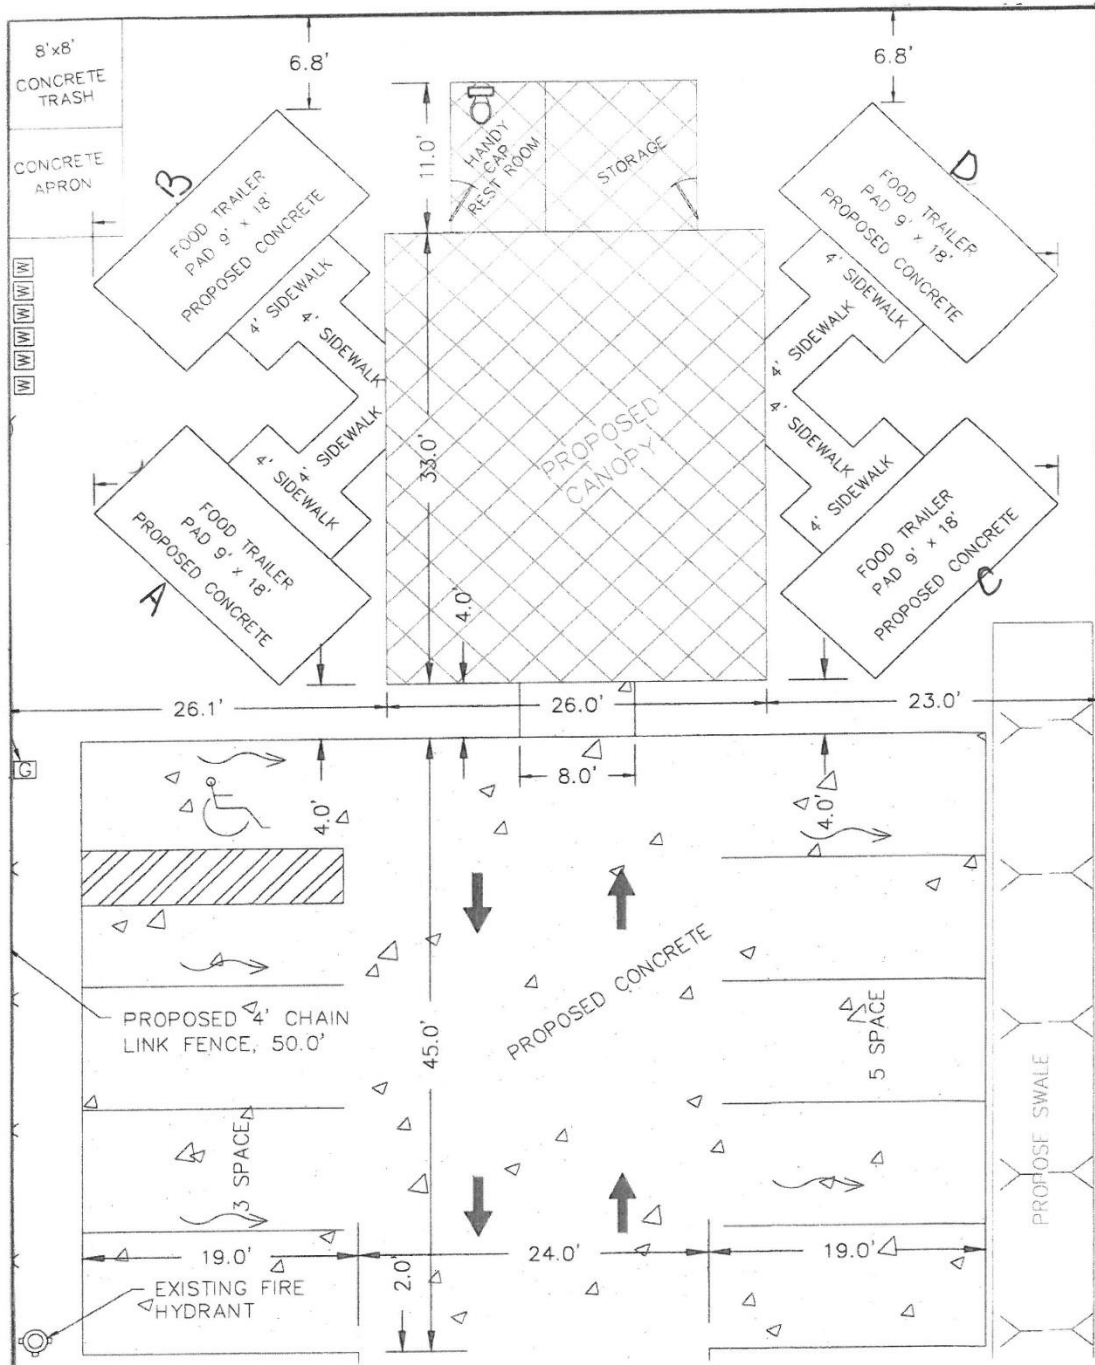 8'x8'
CONCRETE
TRASH
CONCRETE
APRON
6.8'
6.8'
11.0'
HANDY
CAP
REST ROOM
STORAGE
B
FOOD TRAILER
PAD 9' x 18'
PROPOSED CONCRETE
4' SIDEWALK
4' SIDEWALK
D
FOOD TRAILER
PAD 9' x 18'
PROPOSED CONCRETE
4' SIDEWALK
4' SIDEWALK
W
W
W
W
W
W
4' SIDEWALK
4' SIDEWALK
FOOD TRAILER
PAD 9' x 18'
PROPOSED CONCRETE
A
33.0'
PROPOSED
CANOPY
4' SIDEWALK
4' SIDEWALK
FOOD TRAILER
PAD 9' x 18'
PROPOSED CONCRETE
C
4.0'
26.1'
26.0'
23.0'
G
8.0'
4.0'
4.0'
PROPOSED CONCRETE
PROPOSED 4' CHAIN
LINK FENCE, 50.0'
45.0'
5 SPACE
3 SPACE
PROPOSE SWALE
19.0'
24.0'
19.0'
2.0'
EXISTING FIRE
HYDRANT